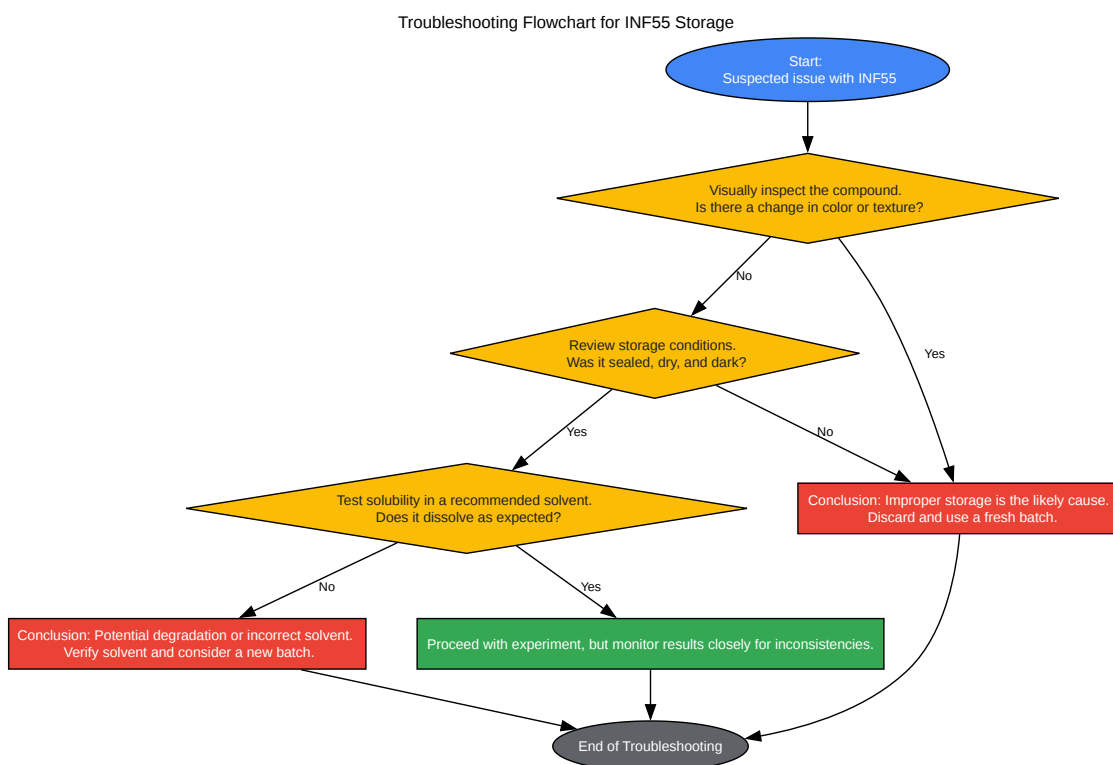 Troubleshooting Flowchart for INF55 Storage
Start:
Suspected issue with INF55
Visually inspect the compound.
Is there a change in color or texture?
No
Yes
Review storage conditions.
Was it sealed, dry, and dark?
Yes
No
Test solubility in a recommended solvent.
Does it dissolve as expected?
Conclusion: Improper storage is the likely cause.
Discard and use a fresh batch.
No
Yes
Conclusion: Potential degradation or incorrect solvent.
Verify solvent and consider a new batch.
Proceed with experiment, but monitor results closely for inconsistencies.
End of Troubleshooting